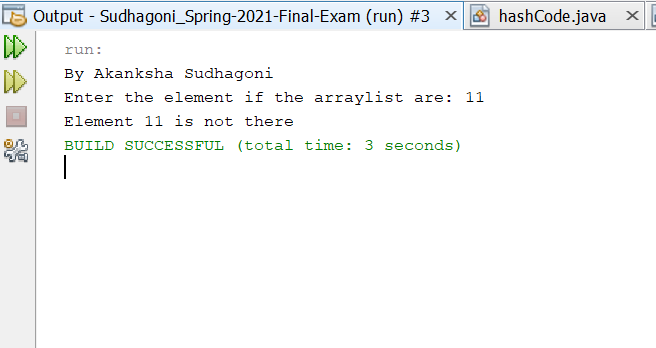 Output - Sudhagoni_Spring-2021-Final-Exam (run) #3 hashCode.java
run:
By Akanksha Sudhagoni
Enter the element if the arraylist are: 11
Element 11 is not there
BUILD SUCCESSFUL (total time: 3 seconds)